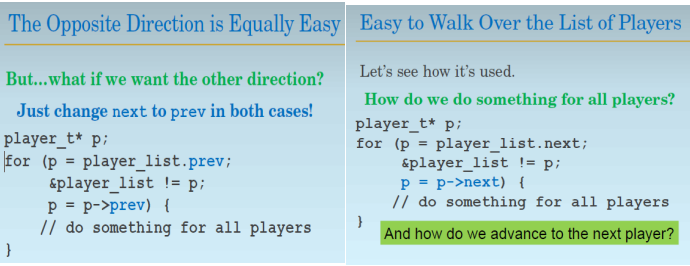 The Opposite Direction is Equally Easy
But...what if we want the other direction?
Just change next to prev in both cases!
player_t* p;
for (p = player_list.prev;
&player_list != p;
p = p->prev) {
// do something for all players
}
Easy to Walk Over the List of Players
Let's see how it's used.
How do we do something for all players?
player_t* p;
for (p = player_list.next;
&player_list != p;
p = p->next) {
// do something for all players
}
And how do we advance to the next player?